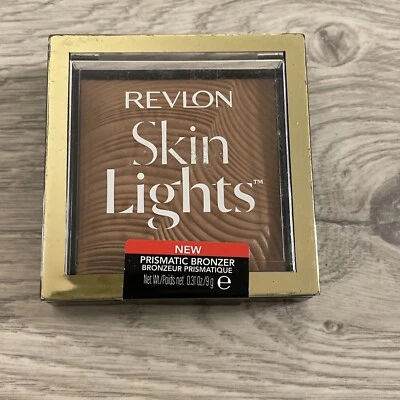 REVLON
Skin
Lights™
NEW
PRISMATIC BRONZER
BRONZEUR PRISMATIQUE
Net Wt./Poids net 0.31 Oz/9 g e